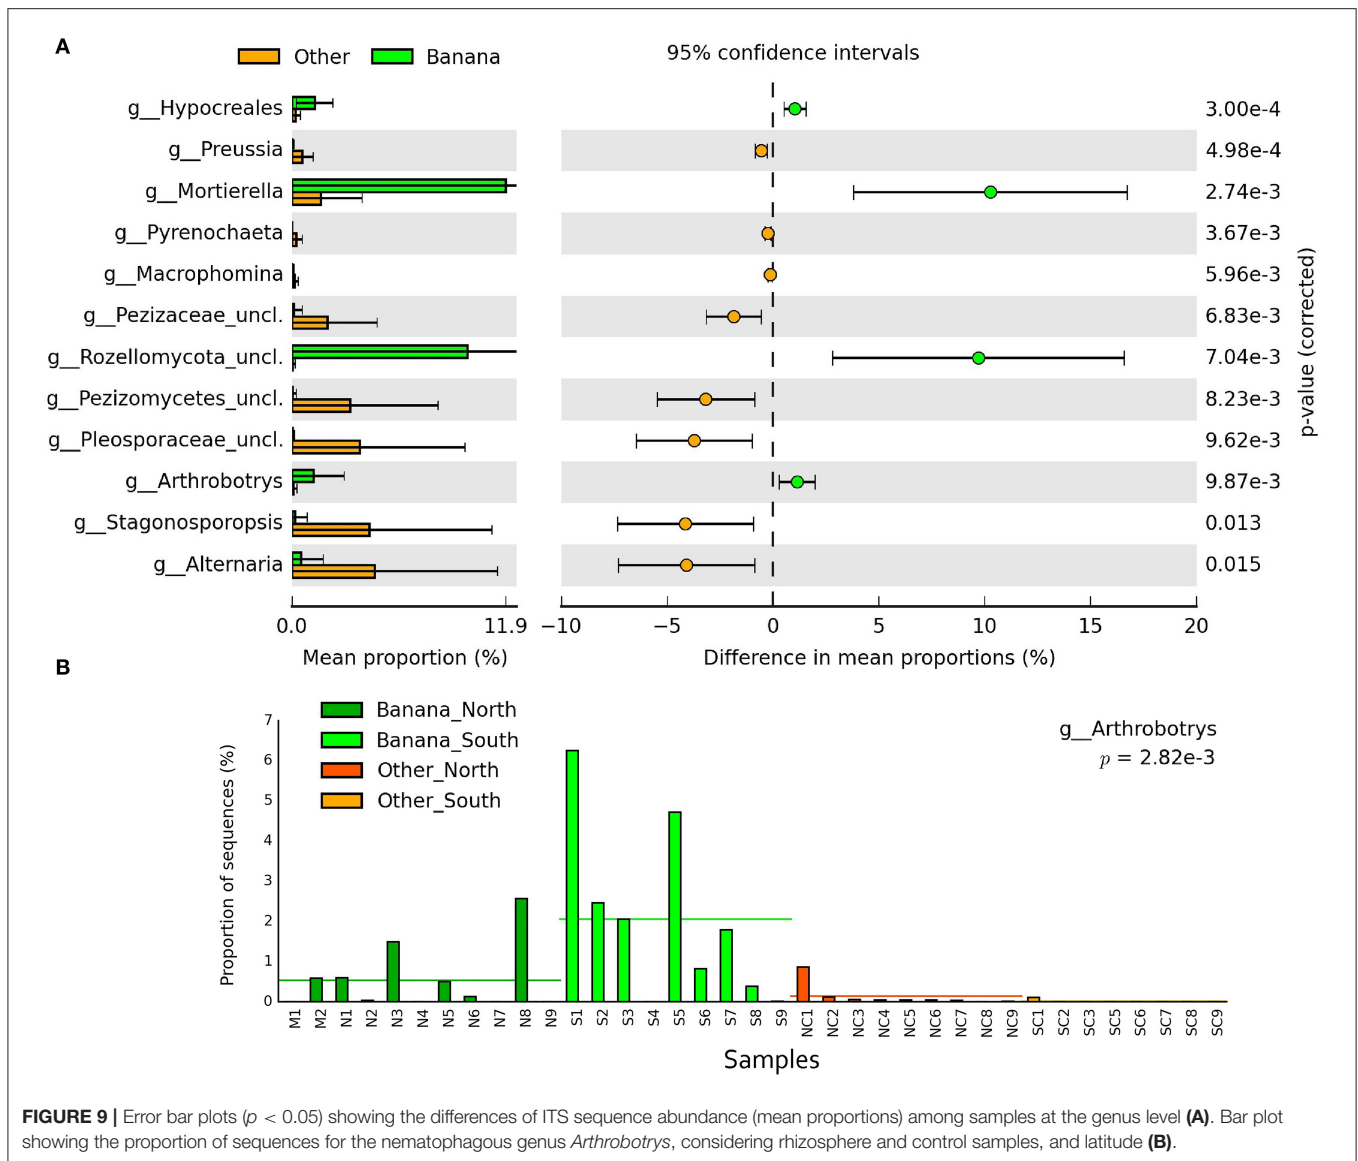 A
Other Banana
95% confidence intervals
g__Hypocreales 3.00e-4
g__Preussia 4.98e-4
g__Mortierella 2.74e-3
g__Pyrenochaeta 3.67e-3
g__Macrophomina 5.96e-3
g__Pezizaceae_uncl. 6.83e-3
g__Rozellomycota_uncl. 7.04e-3
g__Pezizomycetes_uncl. 8.23e-3
g__Pleosporaceae_uncl. 9.62e-3
g__Arthrobotrys 9.87e-3
g__Stagonosporopsis 0.013
g__Alternaria 0.015
p-value (corrected)
0.0 11.9 −10 −5 0 5 10 15 20
Mean proportion (%) Difference in mean proportions (%)
B
Banana_North
Banana_South
Other_North
Other_South
g__Arthrobotrys
p = 2.82e-3
Proportion of sequences (%)
7
6
5
4
3
2
1
0
M1 M2 N1 N2 N3 N4 N5 N6 N7 N8 N9 S1 S2 S3 S4 S5 S6 S7 S8 S9 NC1 NC2 NC3 NC4 NC5 NC6 NC7 NC8 NC9 SC1 SC2 SC3 SC5 SC6 SC7 SC8 SC9
Samples
FIGURE 9 | Error bar plots (p < 0.05) showing the differences of ITS sequence abundance (mean proportions) among samples at the genus level (A). Bar plot
showing the proportion of sequences for the nematophagous genus Arthrobotrys, considering rhizosphere and control samples, and latitude (B).